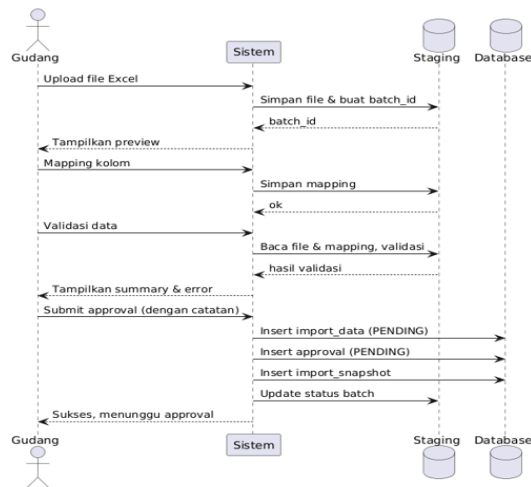 Gudang
Sistem
Staging
Database
Upload file Excel
Simpan file & buat batch_id
batch_id
Tampilkan preview
Mapping kolom
Simpan mapping
ok
Validasi data
Baca file & mapping, validasi
hasil validasi
Tampilkan summary & error
Submit approval (dengan catatan)
Insert import_data (PENDING)
Insert approval (PENDING)
Insert import_snapshot
Update status batch
Sukses, menunggu approval
Gudang
Sistem
Staging
Database